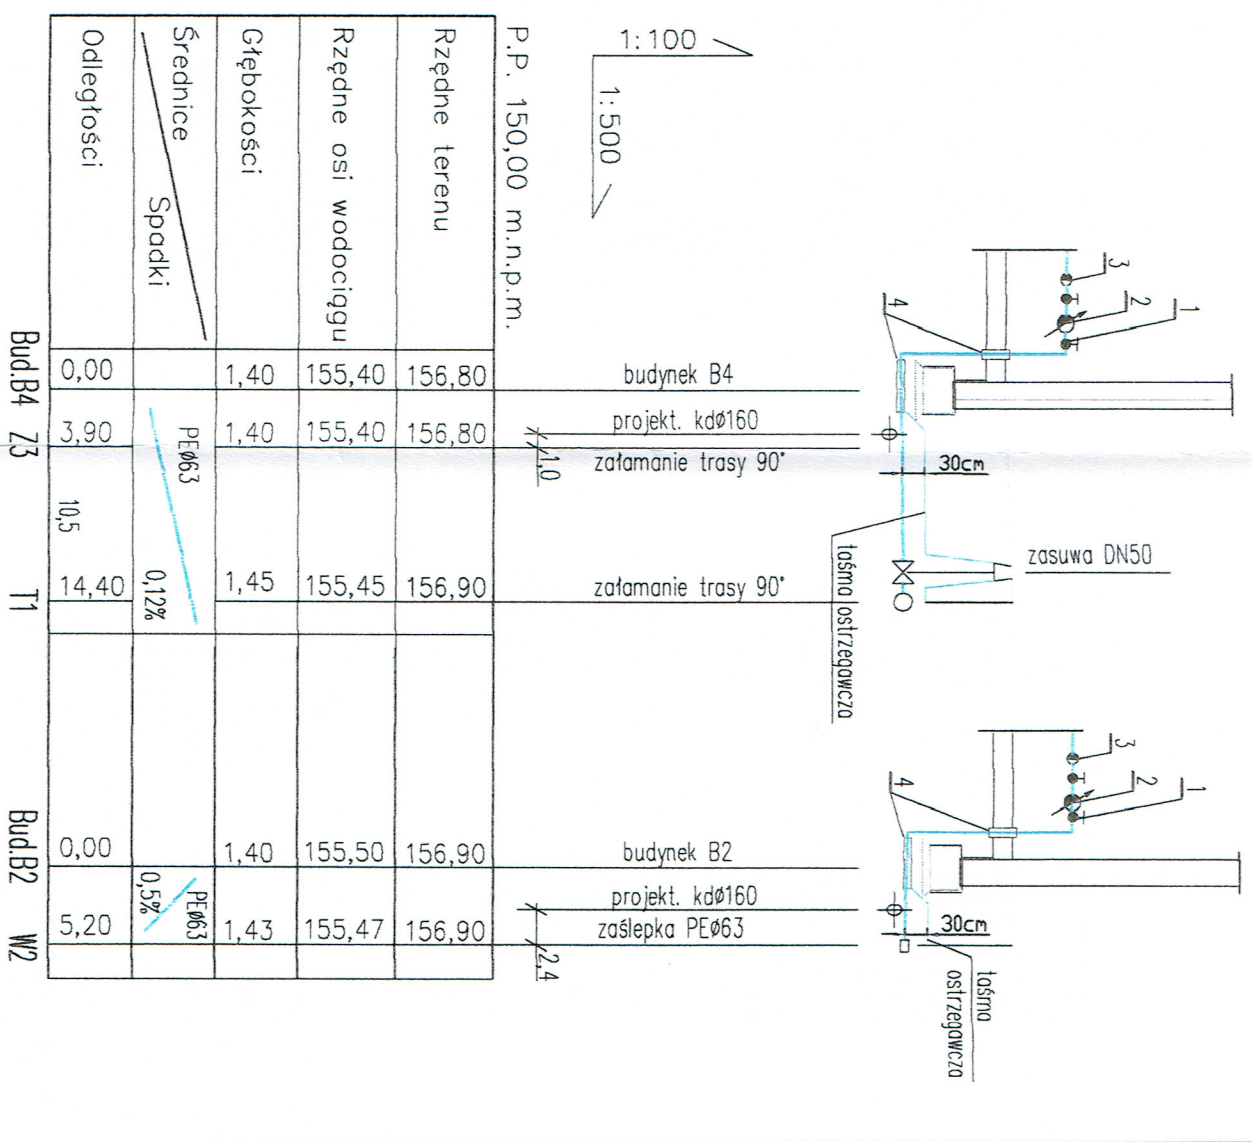 1:100
1:500
3
2
1
4
3
2
1
4
30cm
zasuwa DN50
taśma ostrzegawcza
30cm
taśma
ostrzegawcza
budynek B4
projekt. kdø160
załamanie trasy 90°
1,0
załamanie trasy 90°
budynek B2
projekt. kdø160
zaślepka PEø63
2,4
P.P. 150,00 m.n.p.m.
Rzędne terenu 156,80 156,80 156,90 156,90 156,90
Rzędne osi wodociągu 155,40 155,40 155,45 155,50 155,47
Głębokości 1,40 1,40 1,45 1,40 1,43
Średnice PEø63 PEø63
Spadki 0,12% 0,5%
Odległości 0,00 3,90 10,5 14,40 0,00 5,20
Bud.B4 Z3 T1 Bud.B2 W2